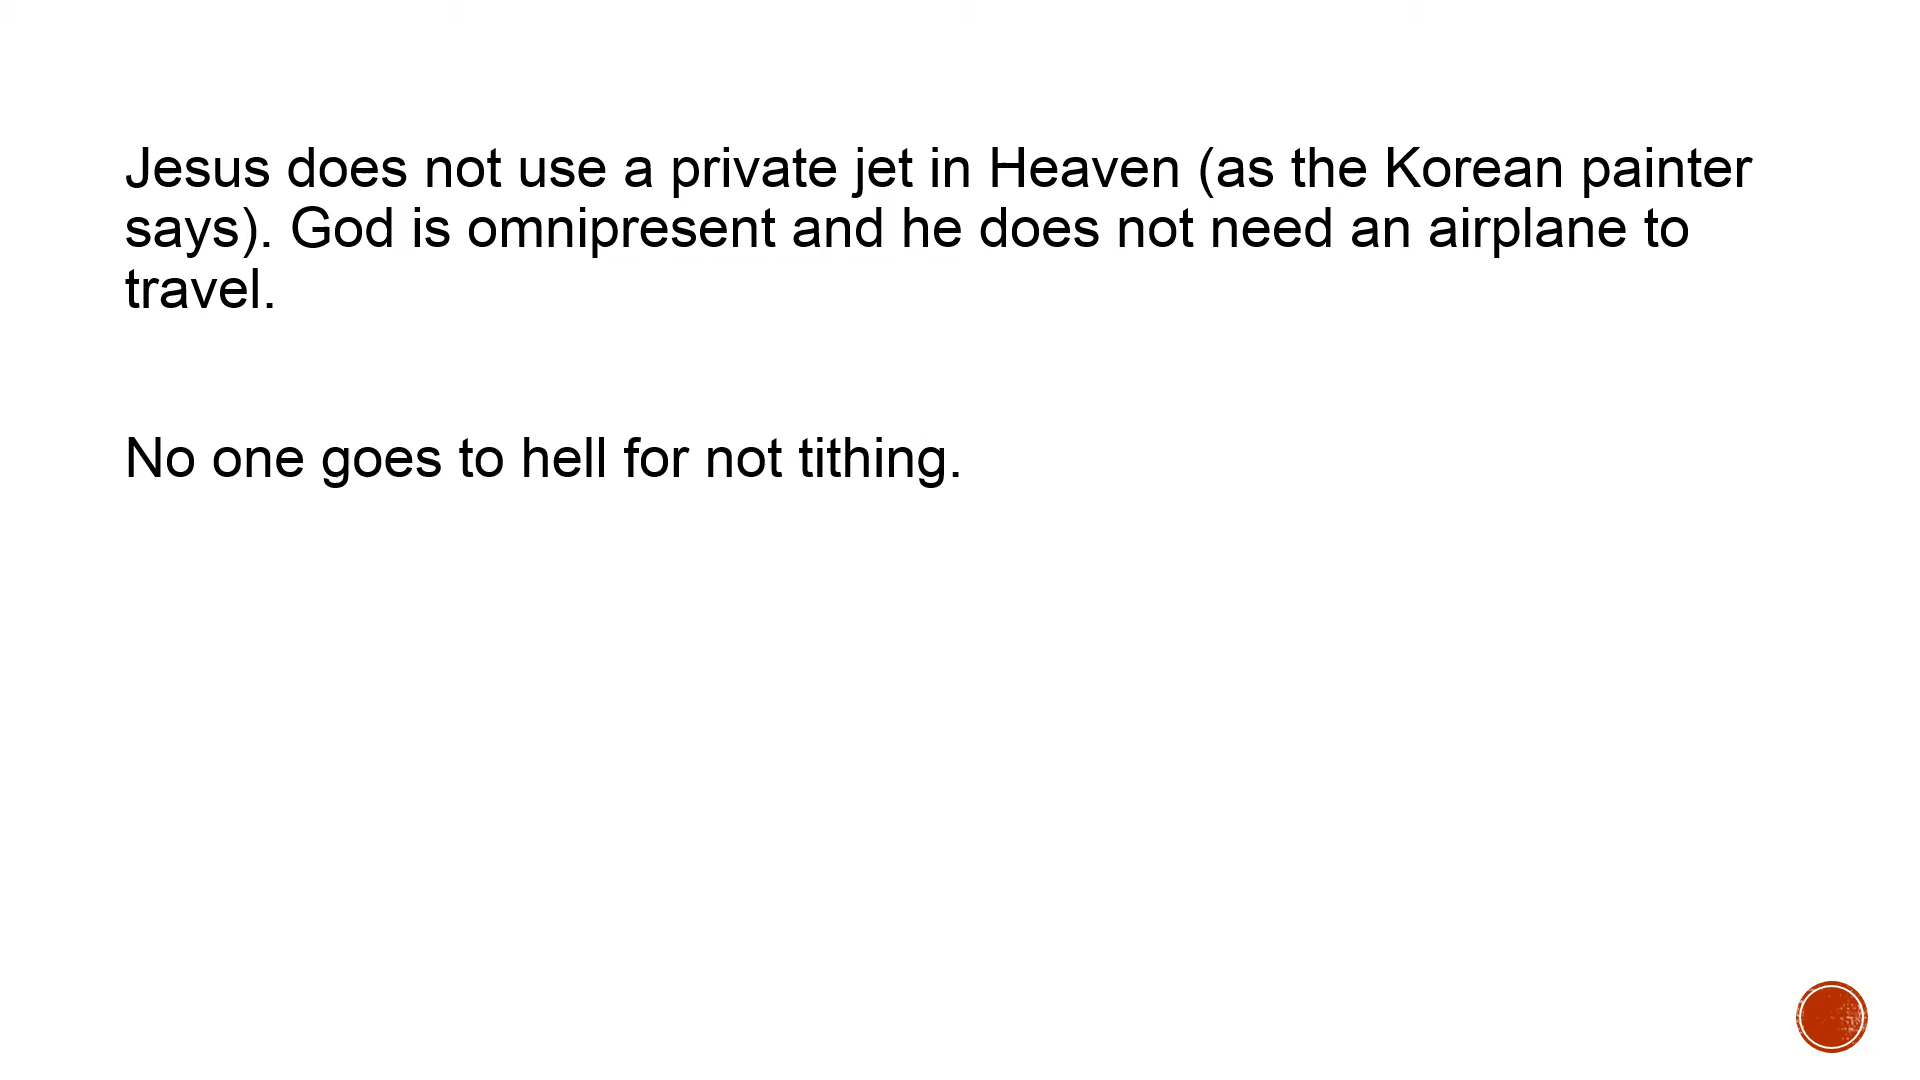 Jesus does not use a private jet in Heaven (as the Korean painter
says). God is omnipresent and he does not need an airplane to
travel.
No one goes to hell for not tithing.